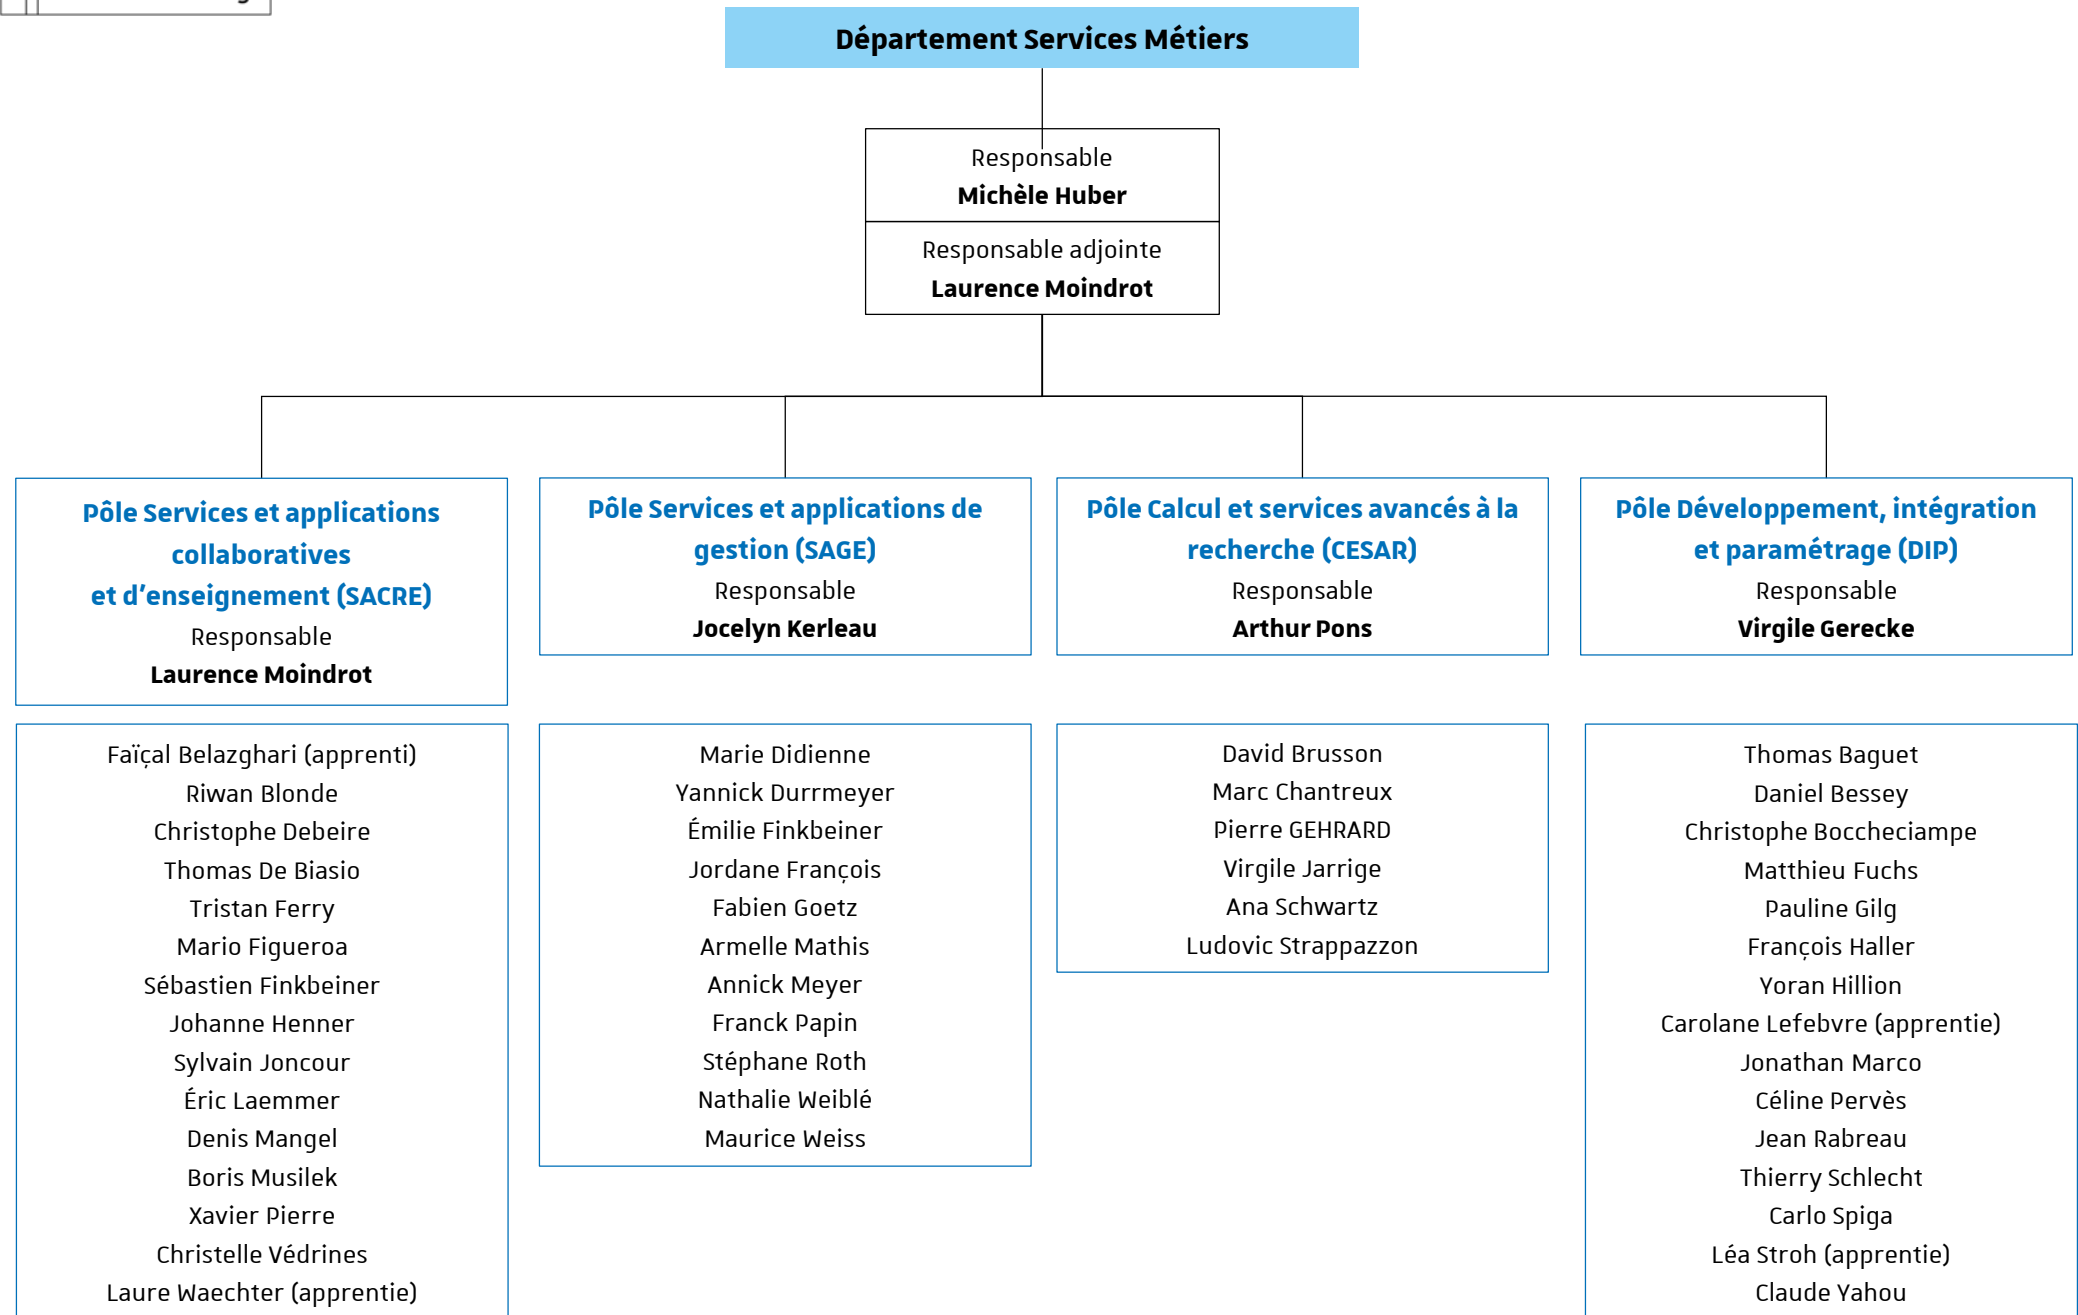 Département Services Métiers
Responsable
Michèle Huber
Responsable adjointe
Laurence Moindrot
Pôle Services et applications
collaboratives
et d'enseignement (SACRE)
Responsable
Laurence Moindrot
Faïçal Belazghari (apprenti)
Riwan Blonde
Christophe Debeire
Thomas De Biasio
Tristan Ferry
Mario Figueroa
Sébastien Finkbeiner
Johanne Henner
Sylvain Joncour
Éric Laemmer
Denis Mangel
Boris Musilek
Xavier Pierre
Christelle Védrines
Laure Waechter (apprentie)
Pôle Services et applications de
gestion (SAGE)
Responsable
Jocelyn Kerleau
Marie Didienne
Yannick Durrmeyer
Émilie Finkbeiner
Jordane François
Fabien Goetz
Armelle Mathis
Annick Meyer
Franck Papin
Stéphane Roth
Nathalie Weiblé
Maurice Weiss
Pôle Calcul et services avancés à la
recherche (CESAR)
Responsable
Arthur Pons
David Brusson
Marc Chantreux
Pierre GEHRARD
Virgile Jarrige
Ana Schwartz
Ludovic Strappazzon
Pôle Développement, intégration
et paramétrage (DIP)
Responsable
Virgile Gerecke
Thomas Baguet
Daniel Bessey
Christophe Boccheciampe
Matthieu Fuchs
Pauline Gilg
François Haller
Yoran Hillion
Carolane Lefebvre (apprentie)
Jonathan Marco
Céline Pervès
Jean Rabreau
Thierry Schlecht
Carlo Spiga
Léa Stroh (apprentie)
Claude Yahou